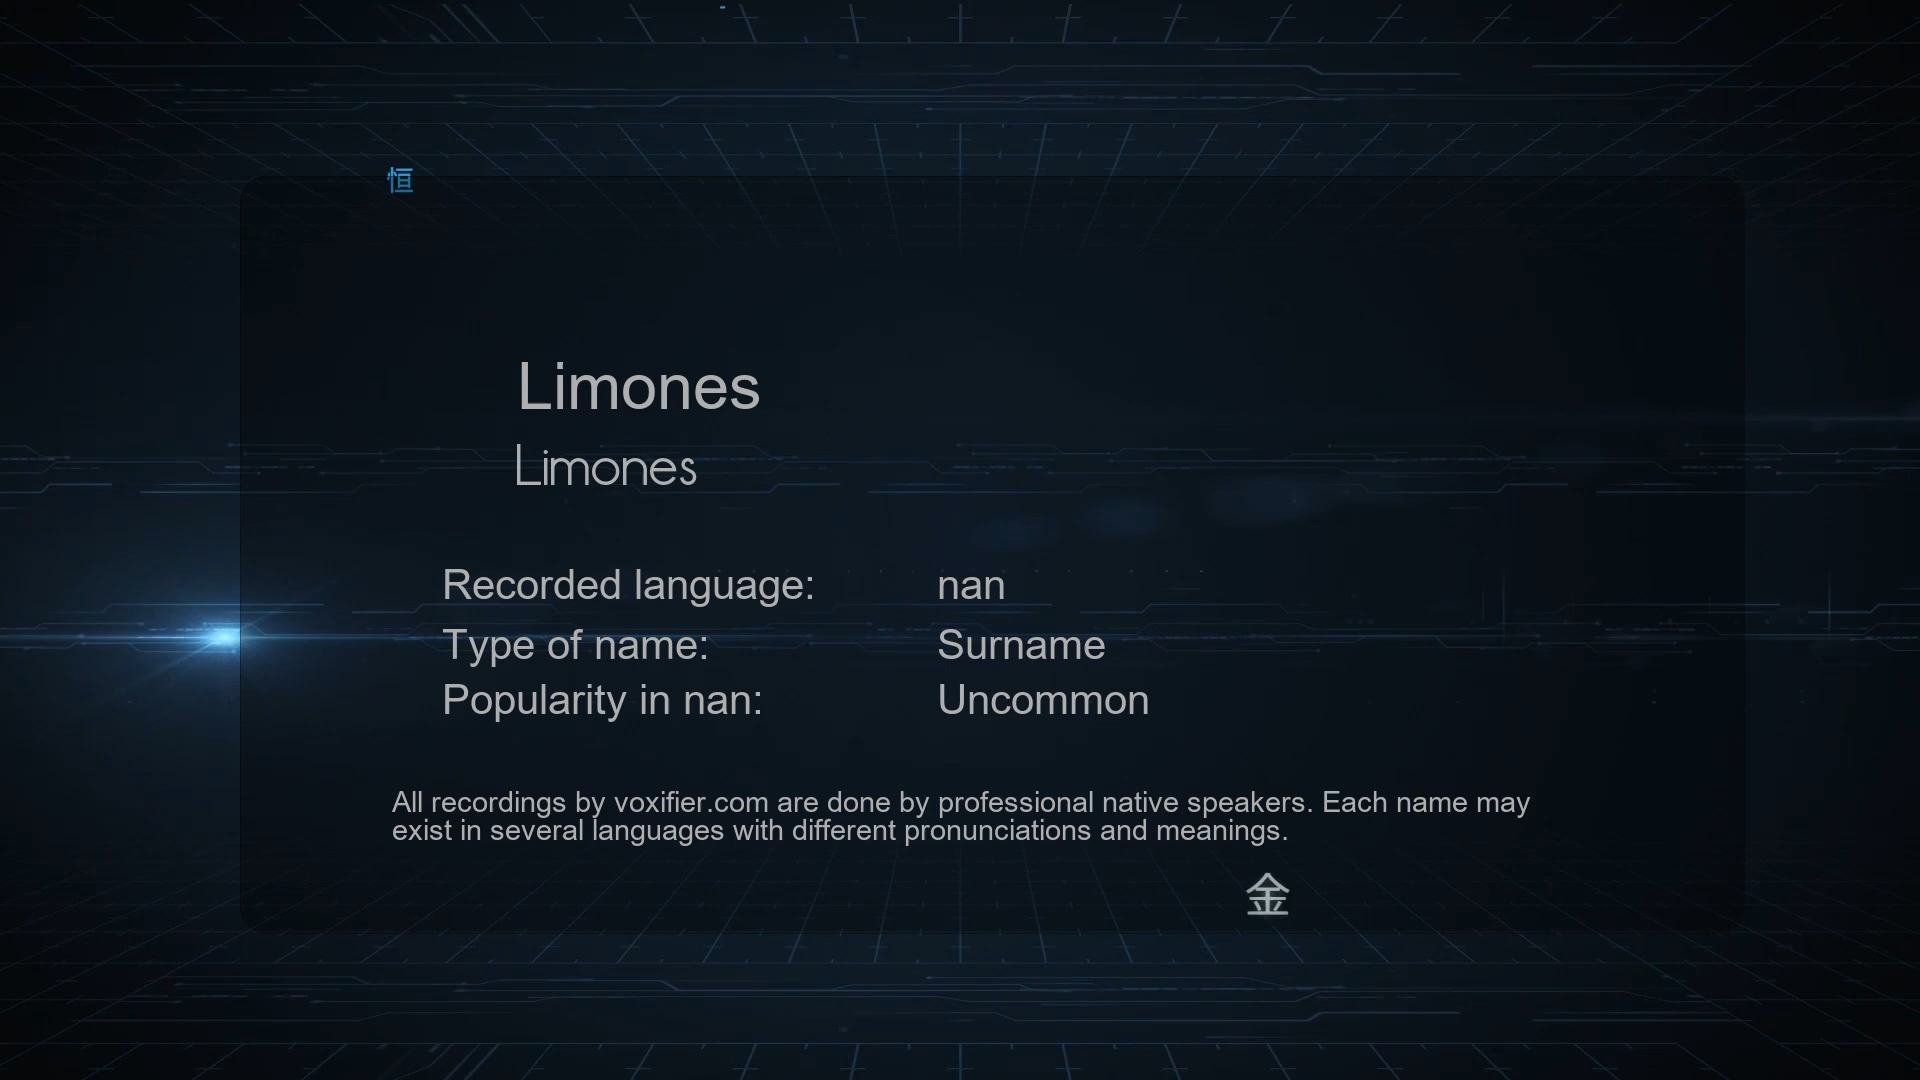 恒
Limones
Limones
Recorded language: nan
Type of name: Surname
Popularity in nan: Uncommon
All recordings by voxifier.com are done by professional native speakers. Each name may
exist in several languages with different pronunciations and meanings.
金